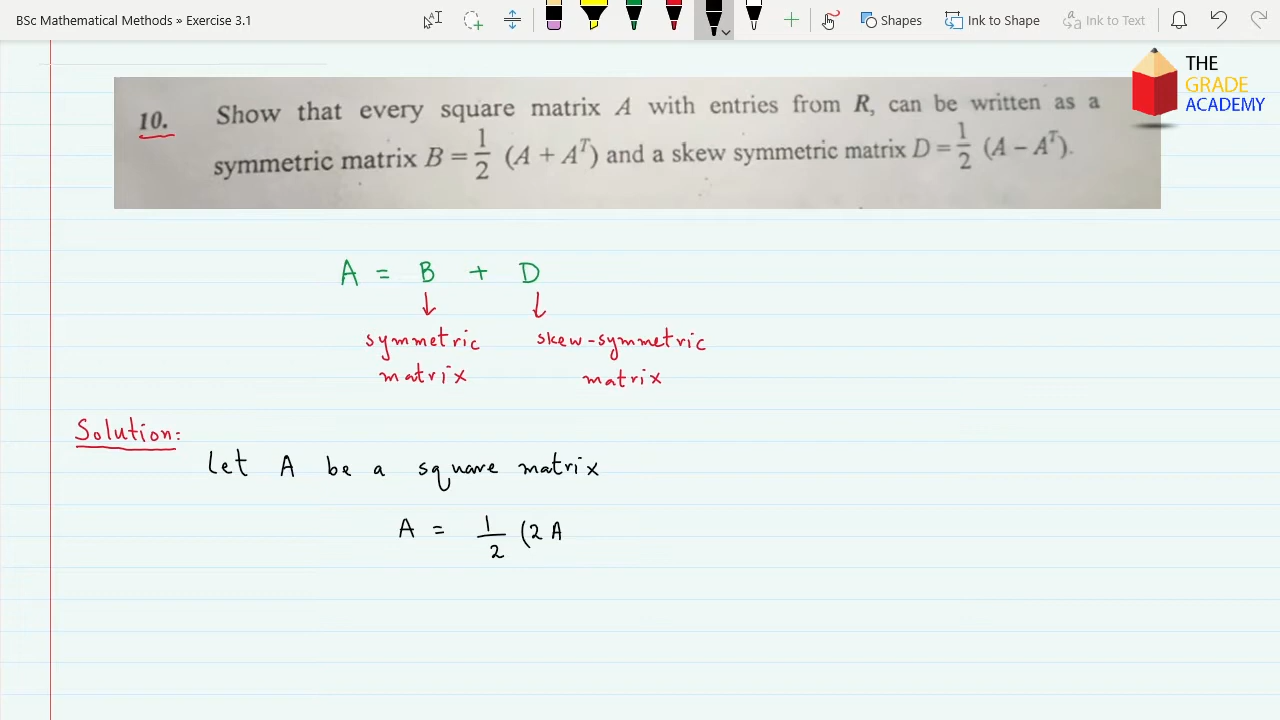 BSc Mathematical Methods » Exercise 3.1
Shapes Ink to Shape Ink to Text
THE
GRADE
ACADEMY
10. Show that every square matrix A with entries from R, can be written as a
symmetric matrix B = 1/2 (A + Aᵀ) and a skew symmetric matrix D = 1/2 (A − Aᵀ).
A = B + D
↓ ↓
symmetric skew-symmetric
matrix matrix
Solution:
Let A be a square matrix
A = 1/2 (2A